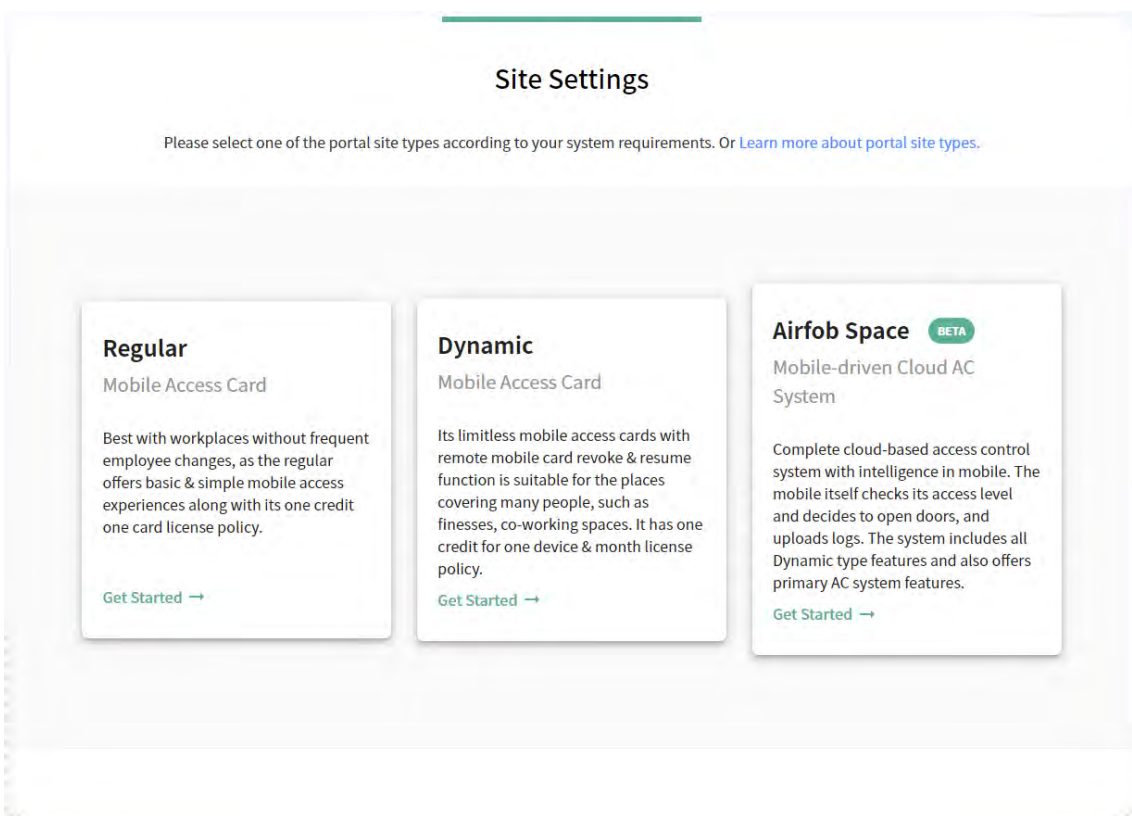 Site Settings
Please select one of the portal site types according to your system requirements. Or Learn more about portal site types.
Regular
Mobile Access Card
Best with workplaces without frequent
employee changes, as the regular
offers basic & simple mobile access
experiences along with its one credit
one card license policy.
Get Started →
Dynamic
Mobile Access Card
Its limitless mobile access cards with
remote mobile card revoke & resume
function is suitable for the places
covering many people, such as
finesses, co-working spaces. It has one
credit for one device & month license
policy.
Get Started →
Airfob Space BETA
Mobile-driven Cloud AC
System
Complete cloud-based access control
system with intelligence in mobile. The
mobile itself checks its access level
and decides to open doors, and
uploads logs. The system includes all
Dynamic type features and also offers
primary AC system features.
Get Started →